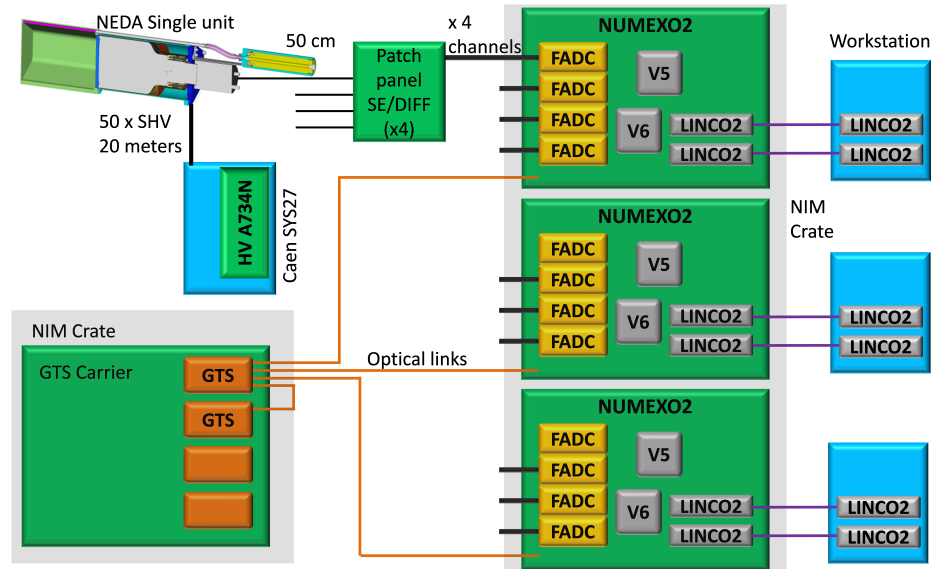 NEDA Single unit
50 cm
x 4
channels
Patch
panel
SE/DIFF
(x4)
50 x SHV
20 meters
HV A734N
Caen SYS27
NUMEXO2
FADC
FADC
FADC
FADC
V5
V6
LINCO2
LINCO2
Workstation
LINCO2
LINCO2
NIM
Crate
NUMEXO2
FADC
FADC
FADC
FADC
V5
V6
LINCO2
LINCO2
LINCO2
LINCO2
NIM Crate
GTS Carrier
GTS
GTS
Optical links
NUMEXO2
FADC
FADC
FADC
FADC
V5
V6
LINCO2
LINCO2
LINCO2
LINCO2